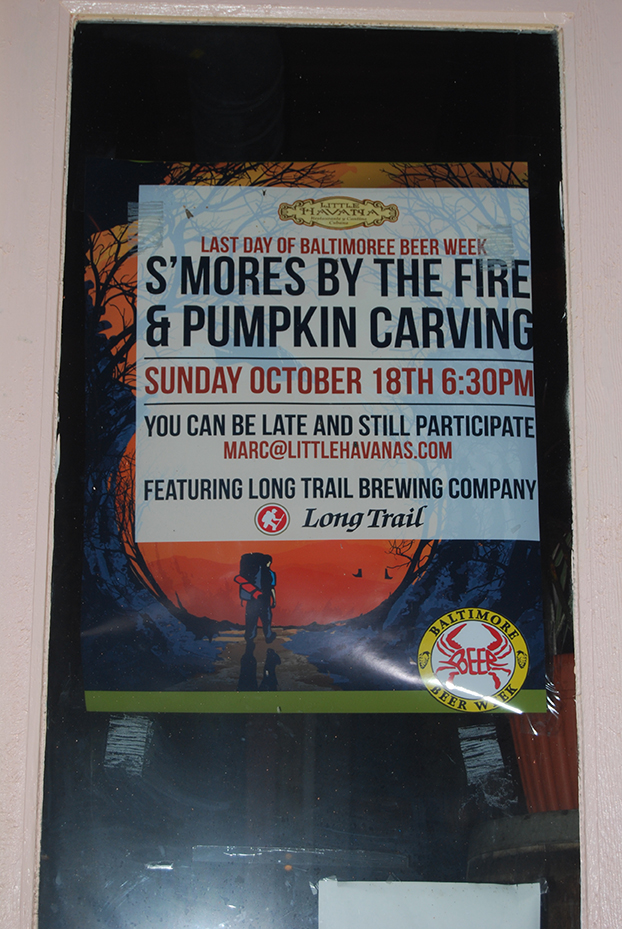 LITTLE
HAVANA
LAST DAY OF BALTIMOREE BEER WEEK
S'MORES BY THE FIRE
& PUMPKIN CARVING
SUNDAY OCTOBER 18TH 6:30PM
YOU CAN BE LATE AND STILL PARTICIPATE
MARC@LITTLEHAVANAS.COM
FEATURING LONG TRAIL BREWING COMPANY
Long Trail
BALTIMORE
BEER
BEER WEEK